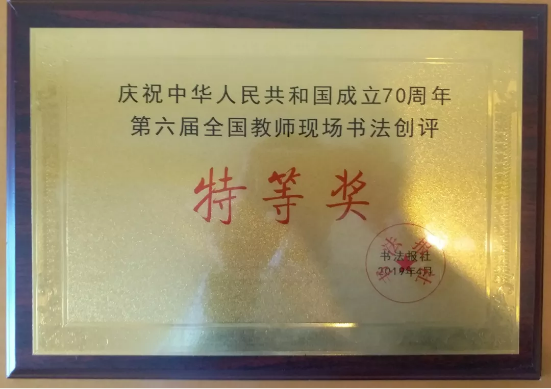 庆祝中华人民共和国成立70周年
第六届全国教师现场书法创评
特等奖
书法报社
2019年4月